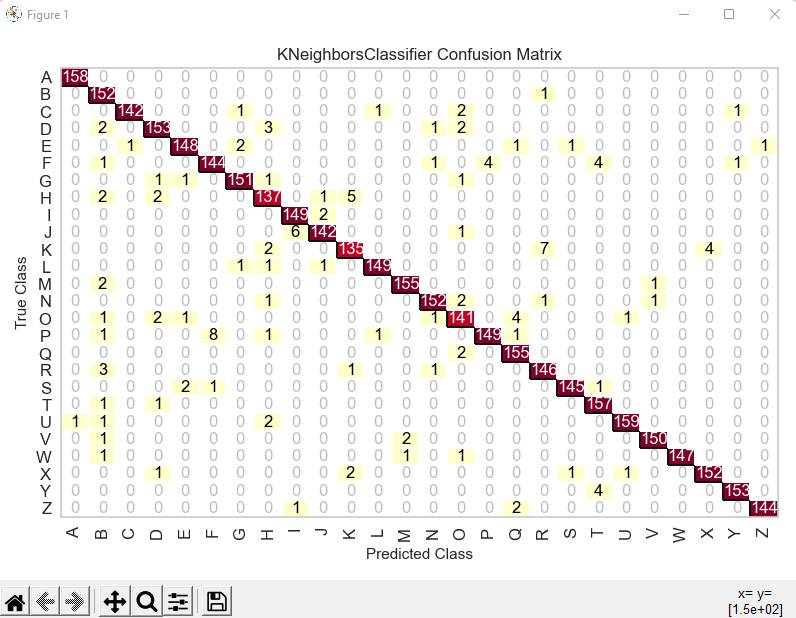 Figure 1
KNeighborsClassifier Confusion Matrix
A 158 0 0 0 0 0 0 0 0 0 0 0 0 0 0 0 0 0 0 0 0 0 0 0 0 0
B 0 152 0 0 0 0 0 0 0 0 0 0 0 0 0 0 0 1 0 0 0 0 0 0 0 0
C 0 0 142 0 0 0 1 0 0 0 0 1 0 0 2 0 0 0 0 0 0 0 0 0 1 0
D 0 2 0 153 0 0 0 3 0 0 0 0 0 1 2 0 0 0 0 0 0 0 0 0 0 0
E 0 0 1 0 148 0 2 0 0 0 0 0 0 0 0 0 1 0 1 0 0 0 0 0 0 1
F 0 1 0 0 0 144 0 0 0 0 0 0 0 1 0 4 0 0 0 4 0 0 0 0 1 0
G 0 0 0 1 1 0 151 1 0 0 0 0 0 0 1 0 0 0 0 0 0 0 0 0 0 0
H 0 2 0 2 0 0 0 137 0 1 5 0 0 0 0 0 0 0 0 0 0 0 0 0 0 0
I 0 0 0 0 0 0 0 0 149 2 0 0 0 0 0 0 0 0 0 0 0 0 0 0 0 0
J 0 0 0 0 0 0 0 0 6 142 0 0 0 0 1 0 0 0 0 0 0 0 0 0 0 0
K 0 0 0 0 0 0 0 2 0 0 135 0 0 0 0 0 0 7 0 0 0 0 0 4 0 0
L 0 0 0 0 0 0 1 1 0 1 0 149 0 0 0 0 0 0 0 0 0 0 0 0 0 0
M 0 2 0 0 0 0 0 0 0 0 0 0 155 0 0 0 0 0 0 0 0 1 0 0 0 0
N 0 0 0 0 0 0 0 1 0 0 0 0 0 152 2 0 0 1 0 0 0 1 0 0 0 0
O 0 1 0 2 1 0 0 0 0 0 0 0 0 1 141 0 4 0 0 0 1 0 0 0 0 0
P 0 1 0 0 0 8 0 1 0 0 0 1 0 0 0 149 1 0 0 0 0 0 0 0 0 0
Q 0 0 0 0 0 0 0 0 0 0 0 0 0 0 2 0 155 0 0 0 0 0 0 0 0 0
R 0 3 0 0 0 0 0 0 0 0 1 0 0 1 0 0 0 146 0 0 0 0 0 0 0 0
S 0 0 0 0 2 1 0 0 0 0 0 0 0 0 0 0 0 0 145 1 0 0 0 0 0 0
T 0 1 0 1 0 0 0 0 0 0 0 0 0 0 0 0 0 0 0 157 0 0 0 0 0 0
U 1 1 0 0 0 0 0 2 0 0 0 0 0 0 0 0 0 0 0 0 159 0 0 0 0 0
V 0 1 0 0 0 0 0 0 0 0 0 0 2 0 0 0 0 0 0 0 0 150 0 0 0 0
W 0 1 0 0 0 0 0 0 0 0 0 0 1 0 1 0 0 0 0 0 0 0 147 0 0 0
X 0 0 0 1 0 0 0 0 0 0 2 0 0 0 0 0 0 0 1 0 1 0 0 152 0 0
Y 0 0 0 0 0 0 0 0 0 0 0 0 0 0 0 0 0 0 0 4 0 0 0 0 153 0
Z 0 0 0 0 0 0 0 0 1 0 0 0 0 0 0 0 2 0 0 0 0 0 0 0 0 144
True Class
A B C D E F G H I J K L M N O P Q R S T U V W X Y Z
Predicted Class
x= y=
[1.5e+02]